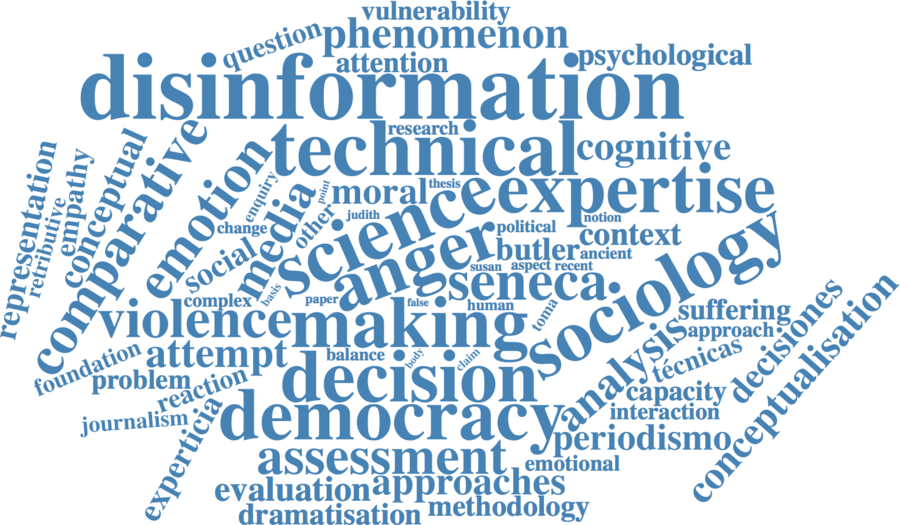 vulnerability
question
phenomenon
attention
psychological
disinformation
research
technical
cognitive
representation
retributive
empathy
conceptual
comparative
emotion
enquiry
point
moral
thesis
expertise
change
media
other
judith
science
notion
political
context
social
anger
butler
ancient
susan
aspect
recent
seneca
sociology
complex
basis
paper
false
human
toma
violence
making
suffering
approach
foundation
attempt
balance
body
claim
analysis
técnicas
decisiones
problem
reaction
decision
capacity
conceptualisation
journalism
experticia
democracy
interaction
periodismo
assessment
emotional
evaluation
approaches
dramatisation
methodology